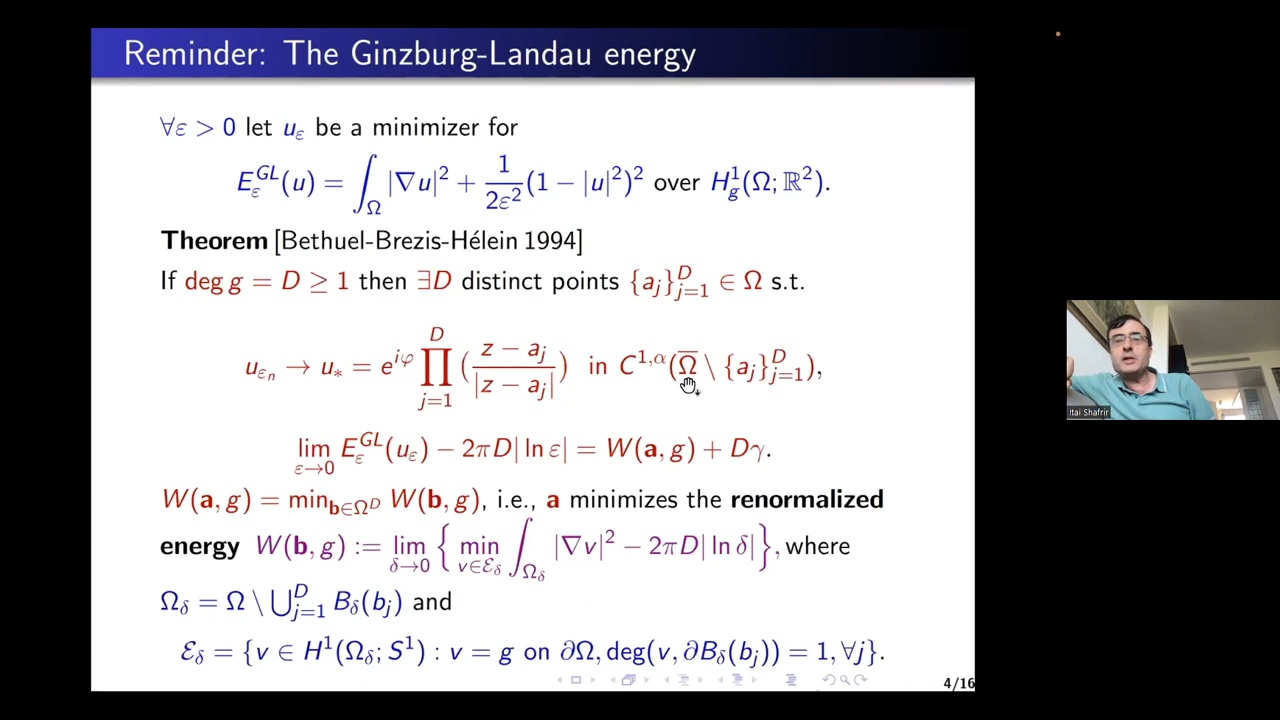 Reminder: The Ginzburg-Landau energy
∀ε > 0 let u_ε be a minimizer for
E_ε^{GL}(u) = ∫_Ω |∇u|² + 1/(2ε²) (1 − |u|²)² over H_g^1(Ω; ℝ²).
Theorem [Bethuel-Brezis-Hélein 1994]
If deg g = D ≥ 1 then ∃D distinct points {a_j}_{j=1}^D ∈ Ω s.t.
u_{ε_n} → u_* = e^{iφ} ∏_{j=1}^D ( (z − a_j)/|z − a_j| ) in C^{1,α}(Ω̅ \ {a_j}_{j=1}^D),
lim_{ε→0} E_ε^{GL}(u_ε) − 2πD|ln ε| = W(a, g) + Dγ.
W(a, g) = min_{b∈Ω^D} W(b, g), i.e., a minimizes the renormalized
energy W(b, g) := lim_{δ→0} { min_{v∈ℰ_δ} ∫_{Ω_δ} |∇v|² − 2πD| ln δ| }, where
Ω_δ = Ω \ ⋃_{j=1}^D B_δ(b_j) and
ℰ_δ = {v ∈ H¹(Ω_δ; S¹) : v = g on ∂Ω, deg(v, ∂B_δ(b_j)) = 1, ∀j}.
4/16
Itai Shafrir